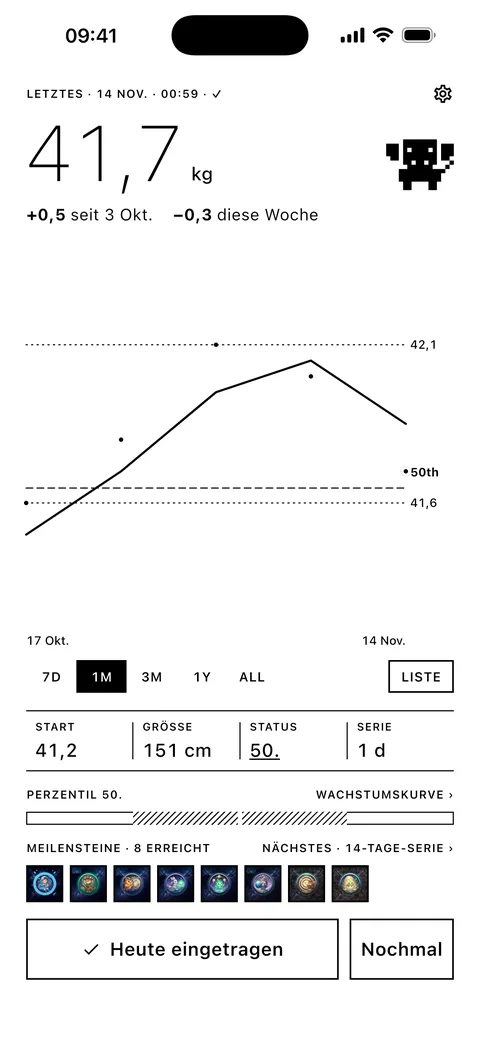 09:41
LETZTES · 14 NOV. · 00:59 · ✓
41,7 kg
+0,5 seit 3 Okt. −0,3 diese Woche
42,1
50th
41,6
17 Okt. 14 Nov.
7D 1M 3M 1Y ALL LISTE
START GRÖSSE STATUS SERIE
41,2 151 cm 50. 1 d
PERZENTIL 50. WACHSTUMSKURVE ›
MEILENSTEINE · 8 ERREICHT NÄCHSTES · 14-TAGE-SERIE ›
✓ Heute eingetragen Nochmal